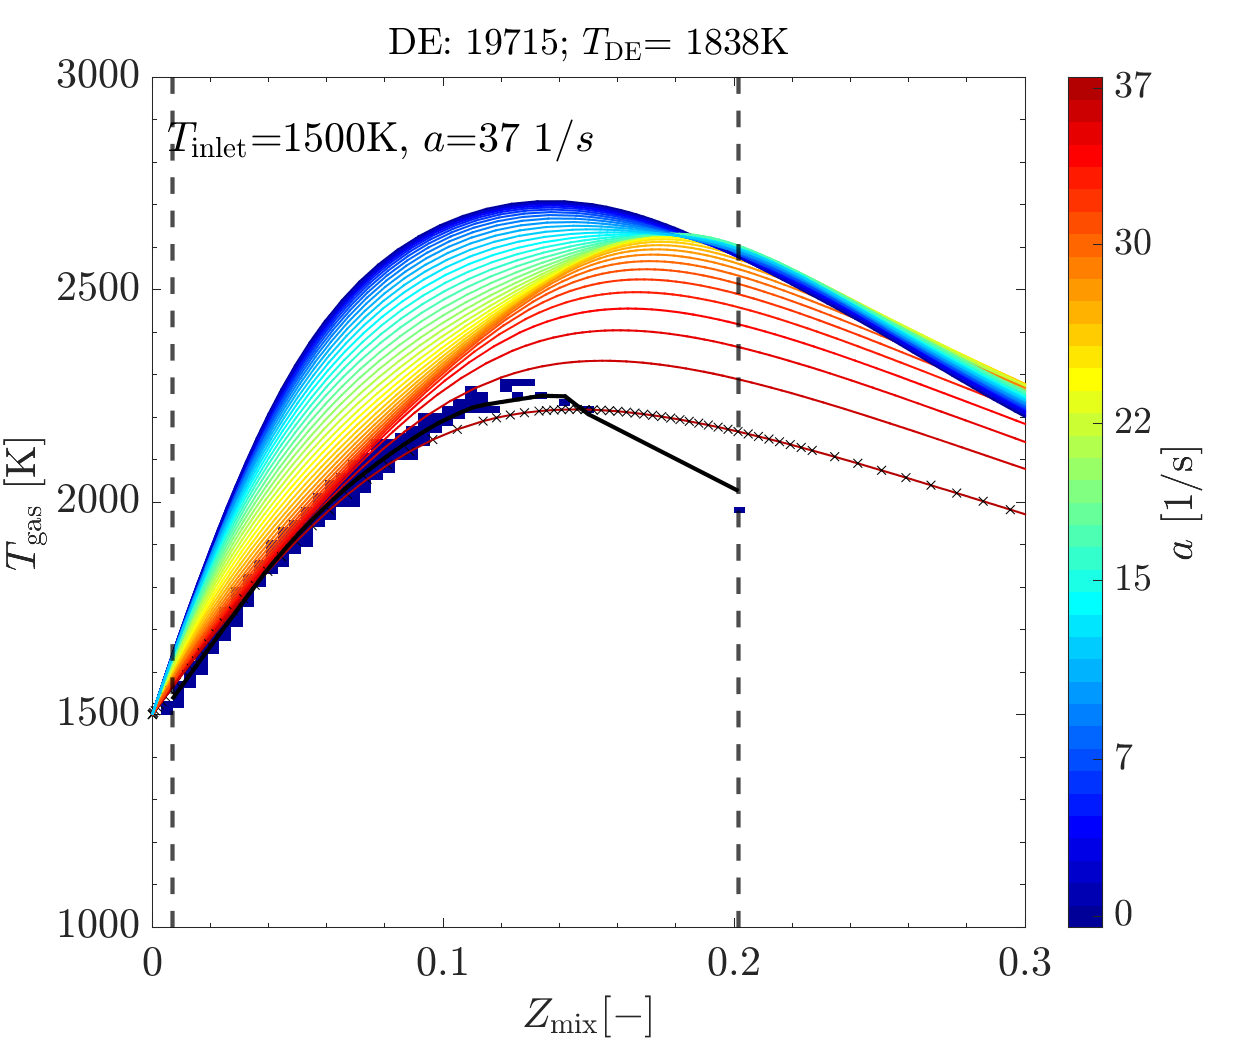 DE: 19715; T_DE= 1838K
T_inlet=1500K, a=37 1/s
3000
2500
2000
1500
1000
T_gas [K]
0 0.1 0.2 0.3
Z_mix[−]
37
30
22
15
7
0
a [1/s]